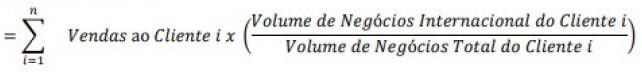 = ∑ Vendas ao Cliente i x (Volume de Negócios Internacional do Cliente i / Volume de Negócios Total do Cliente i)
n
i=1